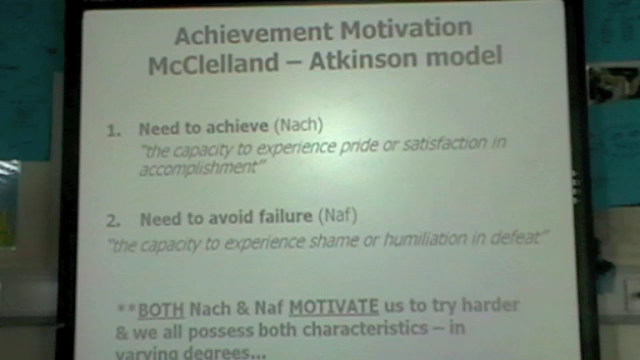 Achievement Motivation
McClelland – Atkinson model
1. Need to achieve (Nach)
"the capacity to experience pride or satisfaction in
accomplishment"
2. Need to avoid failure (Naf)
"the capacity to experience shame or humiliation in defeat"
**BOTH Nach & Naf MOTIVATE us to try harder
& we all possess both characteristics – in
varying degrees...